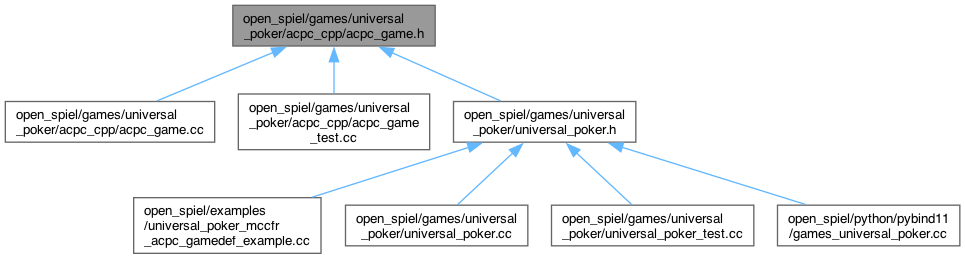 open_spiel/games/universal
_poker/acpc_cpp/acpc_game.h
open_spiel/games/universal
_poker/acpc_cpp/acpc_game.cc
open_spiel/games/universal
_poker/acpc_cpp/acpc_game
_test.cc
open_spiel/games/universal
_poker/universal_poker.h
open_spiel/examples
/universal_poker_mccfr
_acpc_gamedef_example.cc
open_spiel/games/universal
_poker/universal_poker.cc
open_spiel/games/universal
_poker/universal_poker_test.cc
open_spiel/python/pybind11
/games_universal_poker.cc